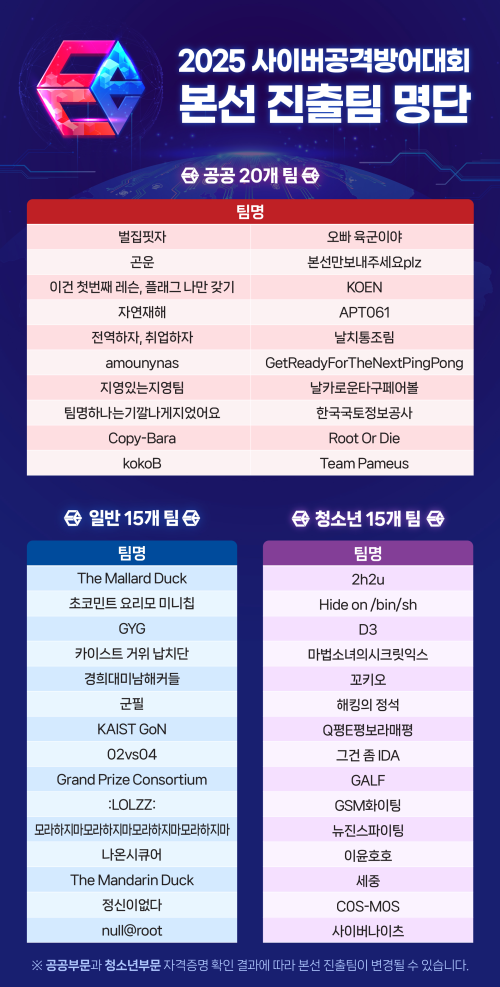 2025 사이버공격방어대회
본선 진출팀 명단
공공 20개 팀
팀명
벌집핏자 오빠 육군이야
곤운 본선만보내주세요plz
이건 첫번째 레슨, 플래그 나만 갖기 KOEN
자연재해 APT061
전역하자, 취업하자 날치통조림
amounynas GetReadyForTheNextPingPong
지영있는지영팀 날카로운타구페어볼
팀명하나는기깔나게지었어요 한국국토정보공사
Copy-Bara Root Or Die
kokoB Team Pameus
일반 15개 팀
팀명
The Mallard Duck
초코민트 요리모 미니칩
GYG
카이스트 거위 납치단
경희대미남해커들
군필
KAIST GoN
02vs04
Grand Prize Consortium
:LOLZZ:
모라하지마모라하지마모라하지마모라하지마
나온시큐어
The Mandarin Duck
정신이없다
null@root
청소년 15개 팀
팀명
2h2u
Hide on /bin/sh
D3
마법소녀의시크릿익스
꼬키오
해킹의 정석
Q평E평보라매평
그건 좀 IDA
GALF
GSM화이팅
뉴진스파이팅
이윤호호
세중
C0S-M0S
사이버나이츠
※ 공공부문과 청소년부문 자격증명 확인 결과에 따라 본선 진출팀이 변경될 수 있습니다.